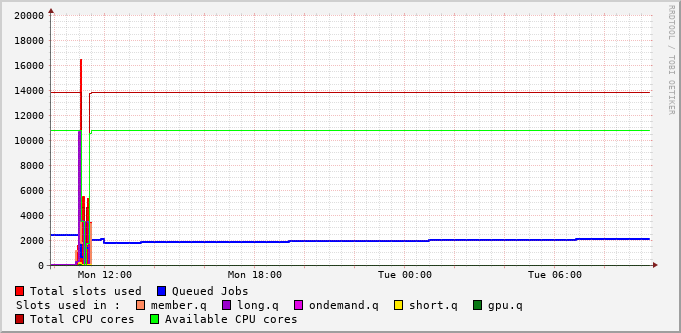 20000
18000
16000
14000
12000
10000
8000
6000
4000
2000
0
Mon 12:00 Mon 18:00 Tue 00:00 Tue 06:00
Total slots used Queued Jobs
Slots used in : member.q long.q ondemand.q short.q gpu.q
Total CPU cores Available CPU cores
RRDTOOL / TOBI OETIKER